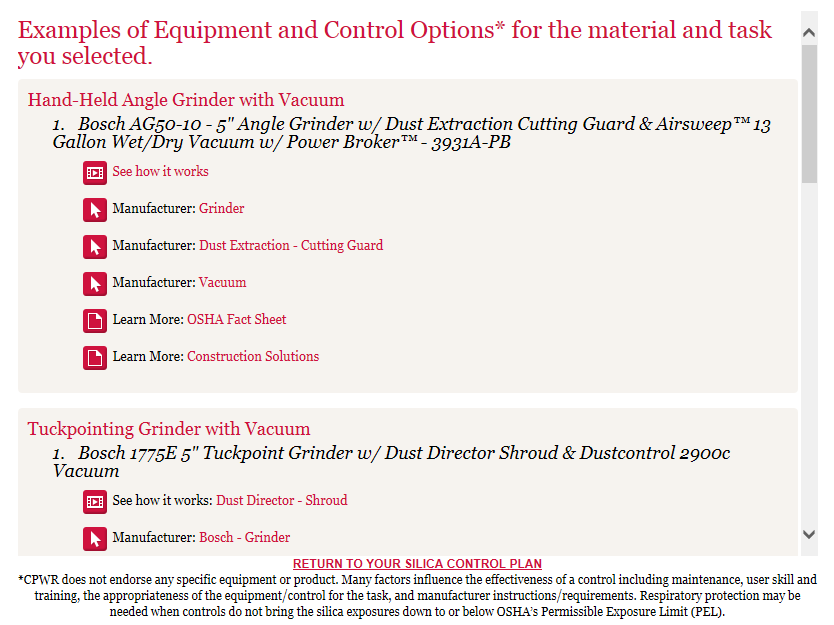 Examples of Equipment and Control Options* for the material and task
you selected.
Hand-Held Angle Grinder with Vacuum
1. Bosch AG50-10 - 5" Angle Grinder w/ Dust Extraction Cutting Guard & Airsweep™ 13
Gallon Wet/Dry Vacuum w/ Power Broker™ - 3931A-PB
See how it works
Manufacturer: Grinder
Manufacturer: Dust Extraction - Cutting Guard
Manufacturer: Vacuum
Learn More: OSHA Fact Sheet
Learn More: Construction Solutions
Tuckpointing Grinder with Vacuum
1. Bosch 1775E 5" Tuckpoint Grinder w/ Dust Director Shroud & Dustcontrol 2900c
Vacuum
See how it works: Dust Director - Shroud
Manufacturer: Bosch - Grinder
RETURN TO YOUR SILICA CONTROL PLAN
*CPWR does not endorse any specific equipment or product. Many factors influence the effectiveness of a control including maintenance, user skill and
training, the appropriateness of the equipment/control for the task, and manufacturer instructions/requirements. Respiratory protection may be
needed when controls do not bring the silica exposures down to or below OSHA's Permissible Exposure Limit (PEL).